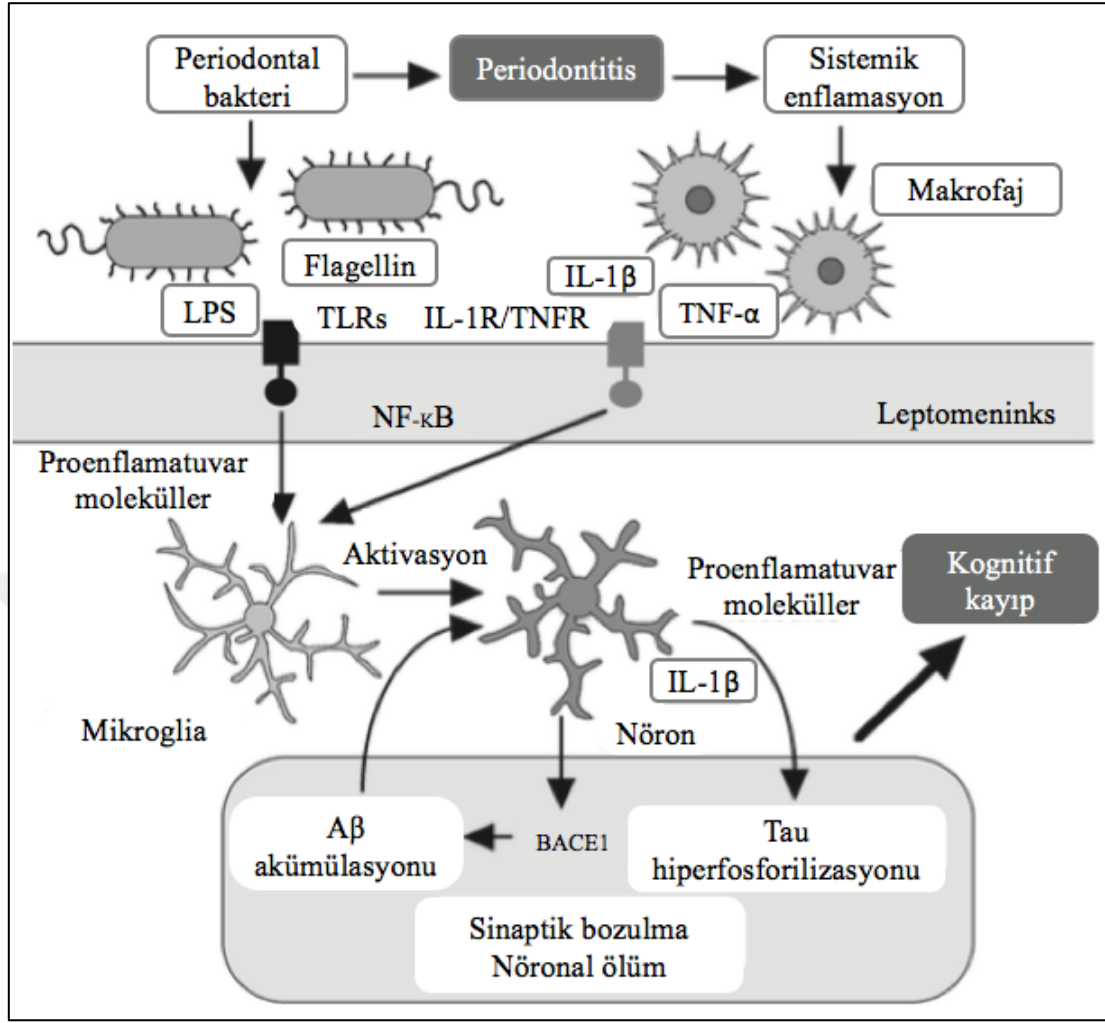 Periodontal
bakteri
Periodontitis
Sistemik
enflamasyon
Makrofaj
Flagellin
IL-1β
LPS
TLRs
IL-1R/TNFR
TNF-α
NF-κB
Leptomeninks
Proenflamatuvar
moleküller
Aktivasyon
Proenflamatuvar
moleküller
Kognitif
kayıp
IL-1β
Mikroglia
Nöron
Aβ
akümülasyonu
BACE1
Tau
hiperfosforilizasyonu
Sinaptik bozulma
Nöronal ölüm